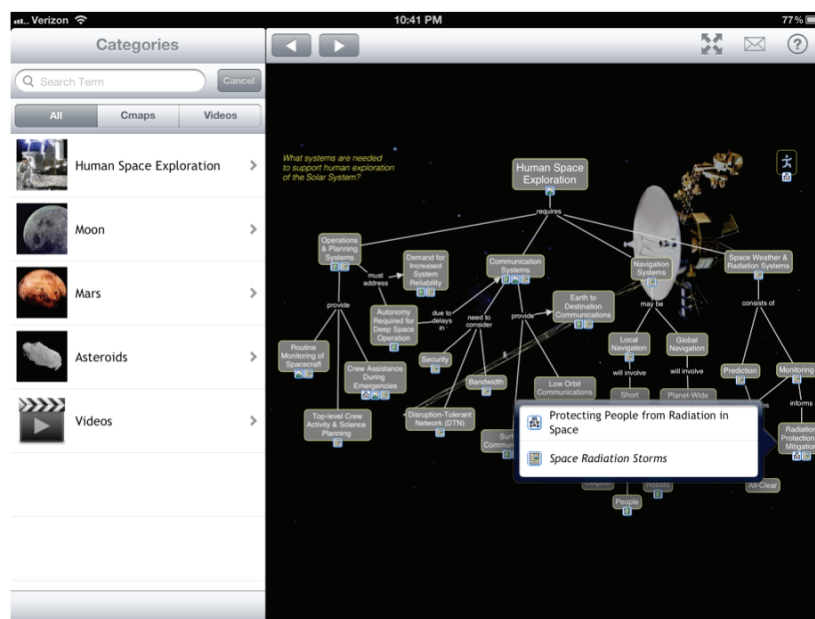 Verizon
10:41 PM
77%
Categories
Search Term
Cancel
All
Cmaps
Videos
Human Space Exploration
Moon
Mars
Asteroids
Videos
What systems are needed
to support human exploration
of the Solar System?
Human Space
Exploration
requires
Operations
& Planning
Systems
must
address
Demand for
Increased
System
Reliability
Communication
Systems
Navigation
Systems
Space Weather &
Radiation Systems
provide
Autonomy
Required for
Deep Space
Operation
due to
delays
in
need to
consider
provide
Earth to
Destination
Communications
may be
consists of
Routine
Monitoring of
Spacecraft
Crew Assistance
During
Emergencies
Security
Bandwidth
Low Orbit
Communications
Local
Navigation
Global
Navigation
will involve
will involve
Prediction
Monitoring
Short
Planet-Wide
informs
Top-level Crew
Activity & Science
Planning
Disruption-Tolerant
Network (DTN)
Protecting People from Radiation in
Space
Space Radiation Storms
Radiation
Protection
Mitigation
People
Robots
All-Clear